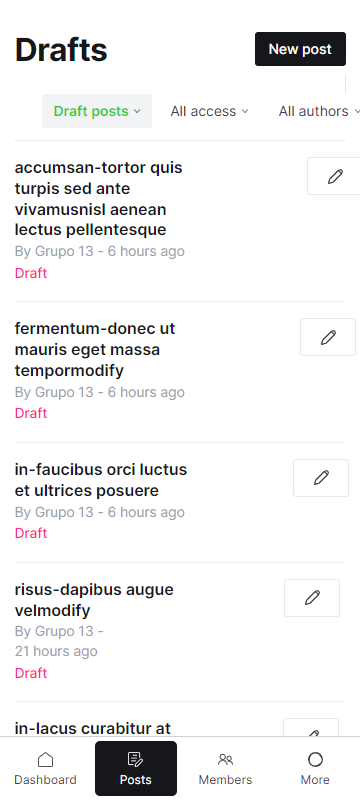 Drafts
New post
Draft posts
All access
All authors
accumsan-tortor quis
turpis sed ante
vivamusnisl aenean
lectus pellentesque
By Grupo 13 - 6 hours ago
Draft
fermentum-donec ut
mauris eget massa
tempormodify
By Grupo 13 - 6 hours ago
Draft
in-faucibus orci luctus
et ultrices posuere
By Grupo 13 - 6 hours ago
Draft
risus-dapibus augue
velmodify
By Grupo 13 -
21 hours ago
Draft
in-lacus curabitur at
Dashboard
Posts
Members
More